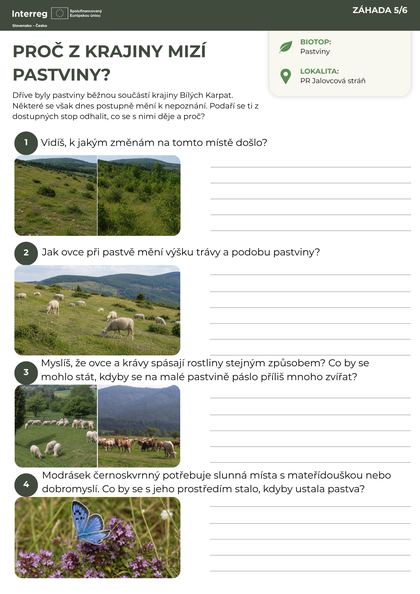 Interreg
Spolufinancovaný
Evropskou unií
Slovensko – Česko
ZÁHADA 5/6
PROČ Z KRAJINY MIZÍ
PASTVINY?
BIOTOP:
Pastviny
LOKALITA:
PR Jalovcová stráň
Dříve byly pastviny běžnou součástí krajiny Bílých Karpat.
Některé se však dnes postupně mění k nepoznání. Podaří se ti z
dostupných stop odhalit, co se s nimi děje a proč?
1 Vidíš, k jakým změnám na tomto místě došlo?
2 Jak ovce při pastvě mění výšku trávy a podobu pastviny?
3 Myslíš, že ovce a krávy spásají rostliny stejným způsobem? Co by se
mohlo stát, kdyby se na malé pastvině páslo příliš mnoho zvířat?
4 Modrásek černoskvrnný potřebuje slunná místa s mateřídouškou nebo
dobromyslí. Co by se s jeho prostředím stalo, kdyby ustala pastva?